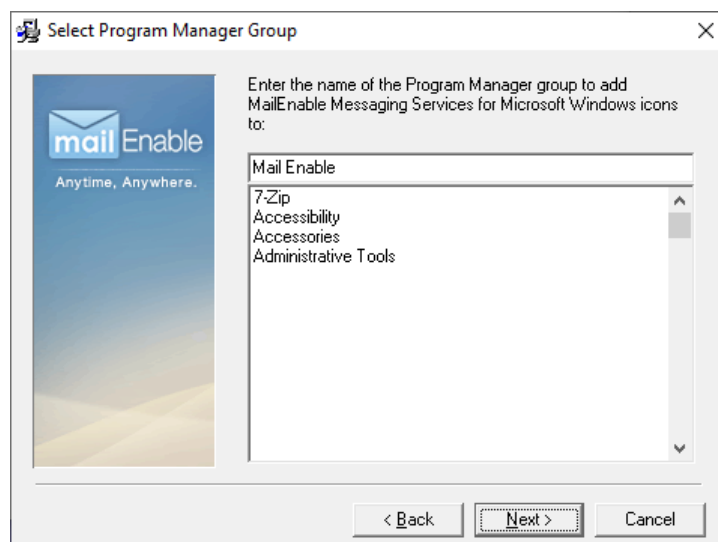 Select Program Manager Group
mail Enable
Anytime, Anywhere.
Enter the name of the Program Manager group to add
MailEnable Messaging Services for Microsoft Windows icons
to:
Mail Enable
7-Zip
Accessibility
Accessories
Administrative Tools
< Back
Next >
Cancel